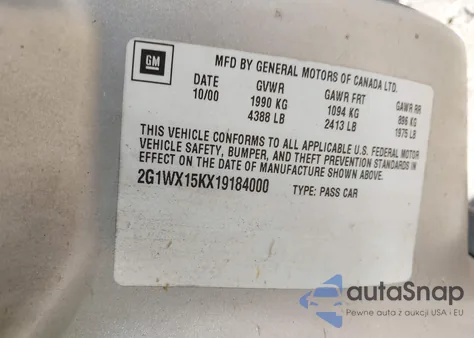 GM
MFD BY GENERAL MOTORS OF CANADA LTD.
DATE GVWR GAWR FRT GAWR RR
10/00 1990 KG 1094 KG 896 KG
4388 LB 2413 LB 1975 LB
THIS VEHICLE CONFORMS TO ALL APPLICABLE U.S. FEDERAL MOTOR
VEHICLE SAFETY, BUMPER, AND THEFT PREVENTION STANDARDS IN
EFFECT ON THE DATE OF MANUFACTURE SHOWN ABOVE.
2G1WX15KX19184000 TYPE: PASS CAR
autoSnap
Pewne auta z aukcji USA i EU